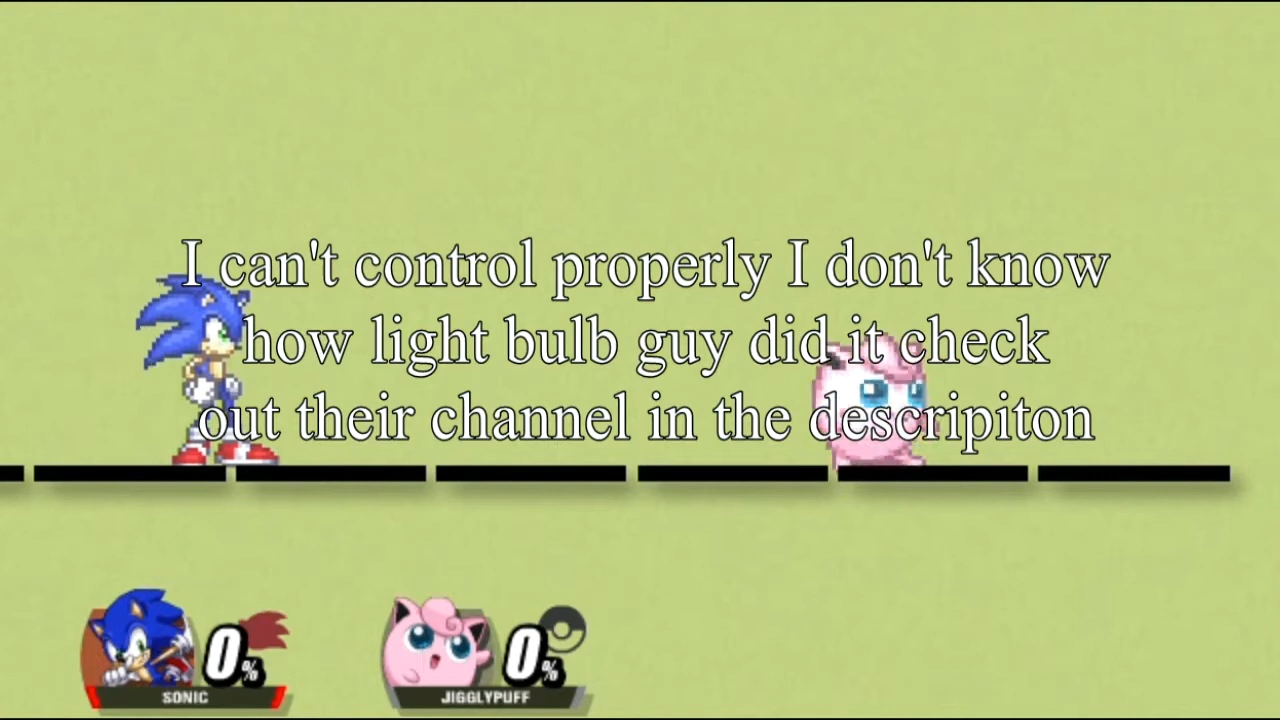 I can't control properly I don't know
how light bulb guy did it check
out their channel in the descripiton
0%
SONIC
0%
JIGGLYPUFF